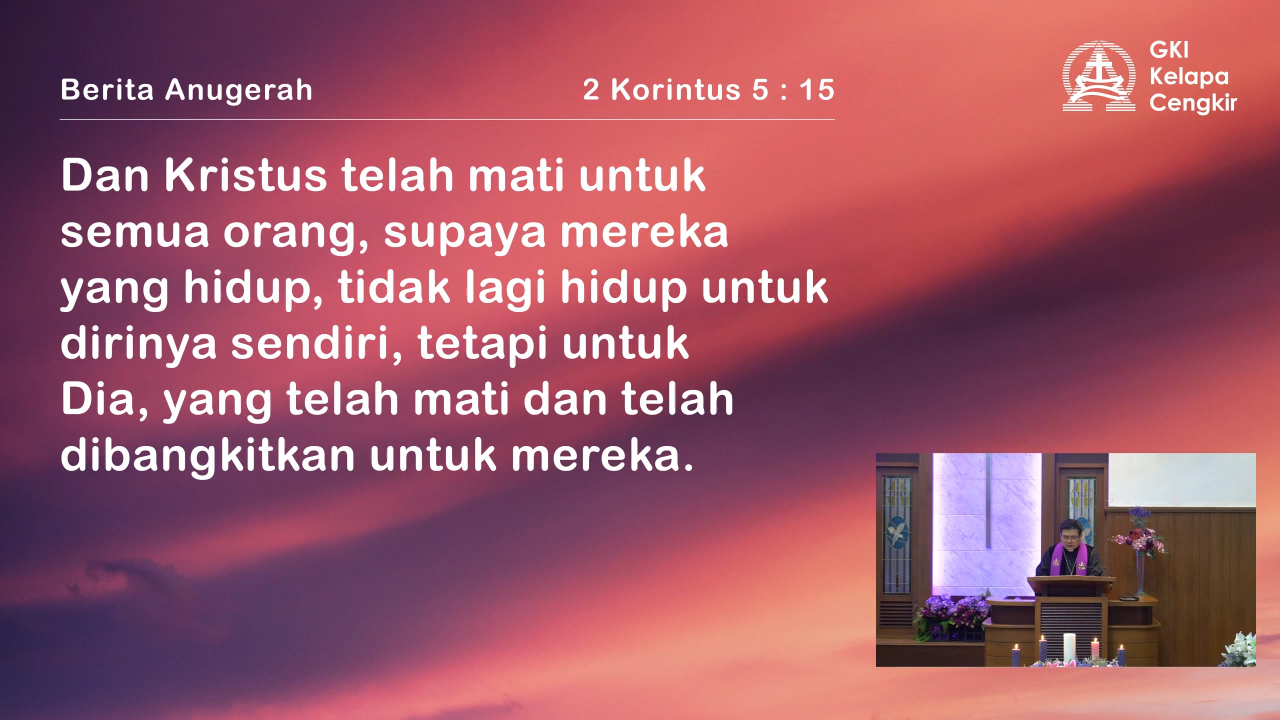 Berita Anugerah
2 Korintus 5 : 15
Dan Kristus telah mati untuk
semua orang, supaya mereka
yang hidup, tidak lagi hidup untuk
dirinya sendiri, tetapi untuk
Dia, yang telah mati dan telah
dibangkitkan untuk mereka.
GKI
Kelapa
Cengkir